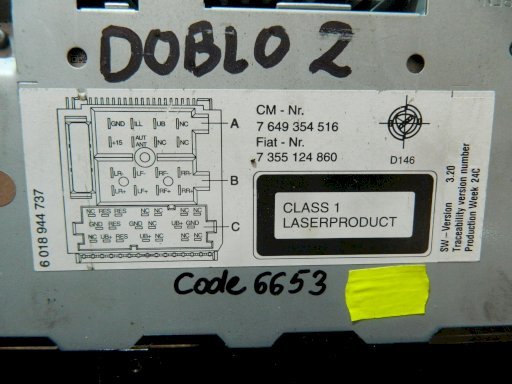 DOBLO 2
CM - Nr.
7 649 354 516
Fiat - Nr.
7 355 124 860
D146
CLASS 1
LASERPRODUCT
SW - Version 3.20
Traceability version number
Production Week 24C
6 018 944 737
GND ILL UB NC
A
+15 AUT ANT NC NC
LR- LF- RF- RR-
B
LR+ LF+ RF+ RR+
C
Code 6653